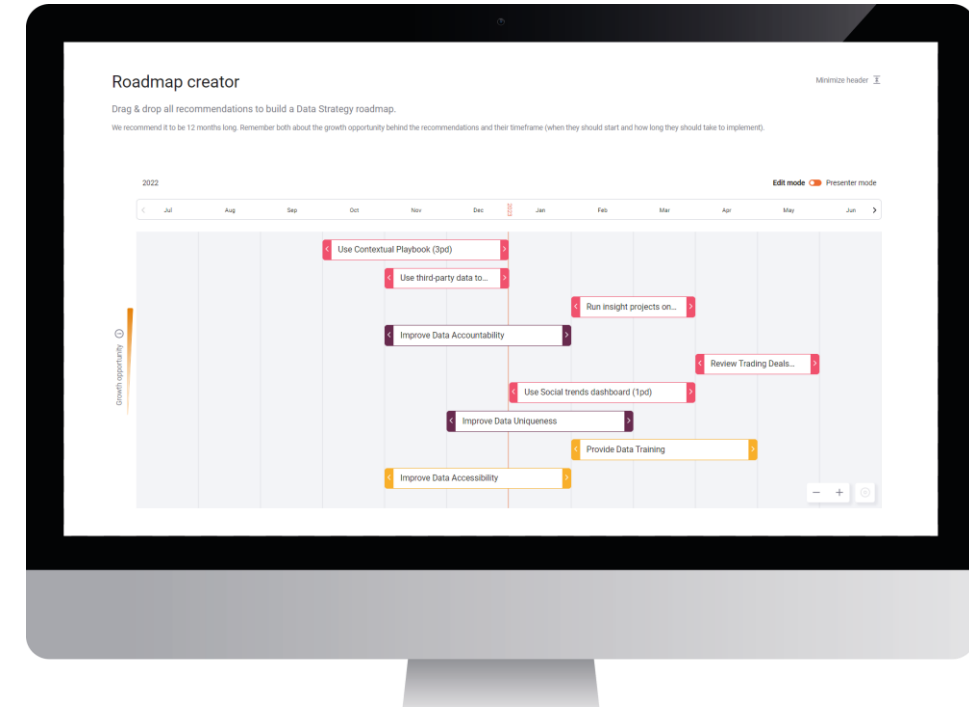 Roadmap creator
Minimize header
Drag & drop all recommendations to build a Data Strategy roadmap.
We recommend it to be 12 months long. Remember both about the growth opportunity behind the recommendations and their timeframe (when they should start and how long they should take to implement).
2022
Edit mode Presenter mode
Jul Aug Sep Oct Nov Dec 2023 Jan Feb Mar Apr May Jun
Use Contextual Playbook (3pd)
Use third-party data to...
Run insight projects on...
Improve Data Accountability
Review Trading Deals...
Use Social trends dashboard (1pd)
Improve Data Uniqueness
Provide Data Training
Improve Data Accessibility
Growth opportunity